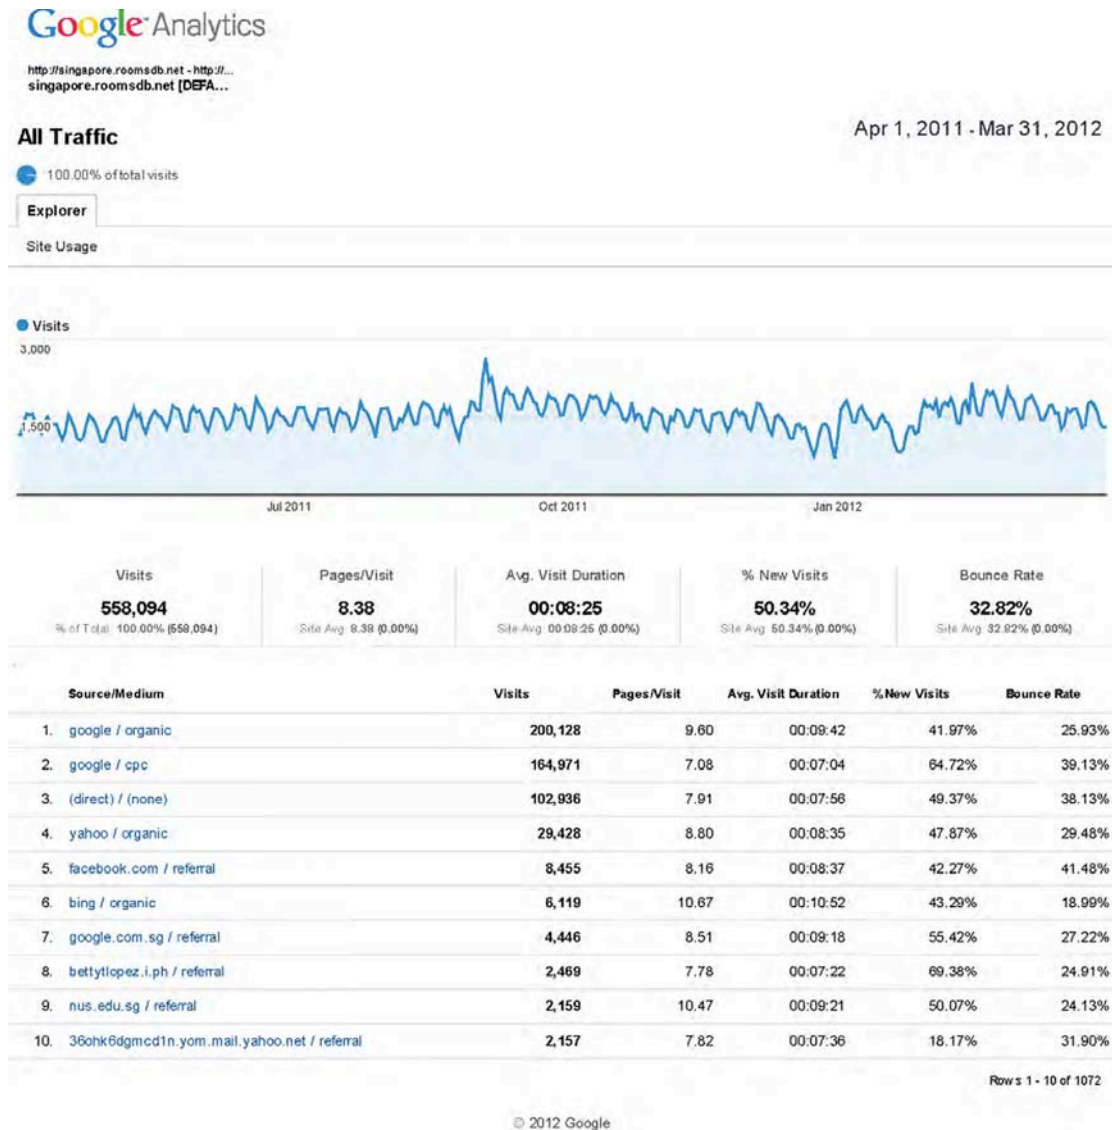 Google Analytics
http://singapore.roomsdb.net - http://...
singapore.roomsdb.net [DEFA...
All Traffic
Apr 1, 2011 - Mar 31, 2012
100.00% of total visits
Explorer
Site Usage
Visits
3,000
1,500
Jul 2011 Oct 2011 Jan 2012
Visits Pages/Visit Avg. Visit Duration % New Visits Bounce Rate
558,094 8.38 00:08:25 50.34% 32.82%
% of Total: 100.00% (558,094) Site Avg: 8.38 (0.00%) Site Avg: 00:08:25 (0.00%) Site Avg: 50.34% (0.00%) Site Avg: 32.82% (0.00%)
Source/Medium Visits Pages/Visit Avg. Visit Duration % New Visits Bounce Rate
1. google / organic 200,128 9.60 00:09:42 41.97% 25.93%
2. google / cpc 164,971 7.08 00:07:04 64.72% 39.13%
3. (direct) / (none) 102,936 7.91 00:07:56 49.37% 38.13%
4. yahoo / organic 29,428 8.80 00:08:35 47.87% 29.48%
5. facebook.com / referral 8,455 8.16 00:08:37 42.27% 41.48%
6. bing / organic 6,119 10.67 00:10:52 43.29% 18.99%
7. google.com.sg / referral 4,446 8.51 00:09:18 55.42% 27.22%
8. bettytlopez.i.ph / referral 2,469 7.78 00:07:22 69.38% 24.91%
9. nus.edu.sg / referral 2,159 10.47 00:09:21 50.07% 24.13%
10. 36ohk6dgmcd1n.yom.mail.yahoo.net / referral 2,157 7.82 00:07:36 18.17% 31.90%
Rows 1 - 10 of 1072
© 2012 Google